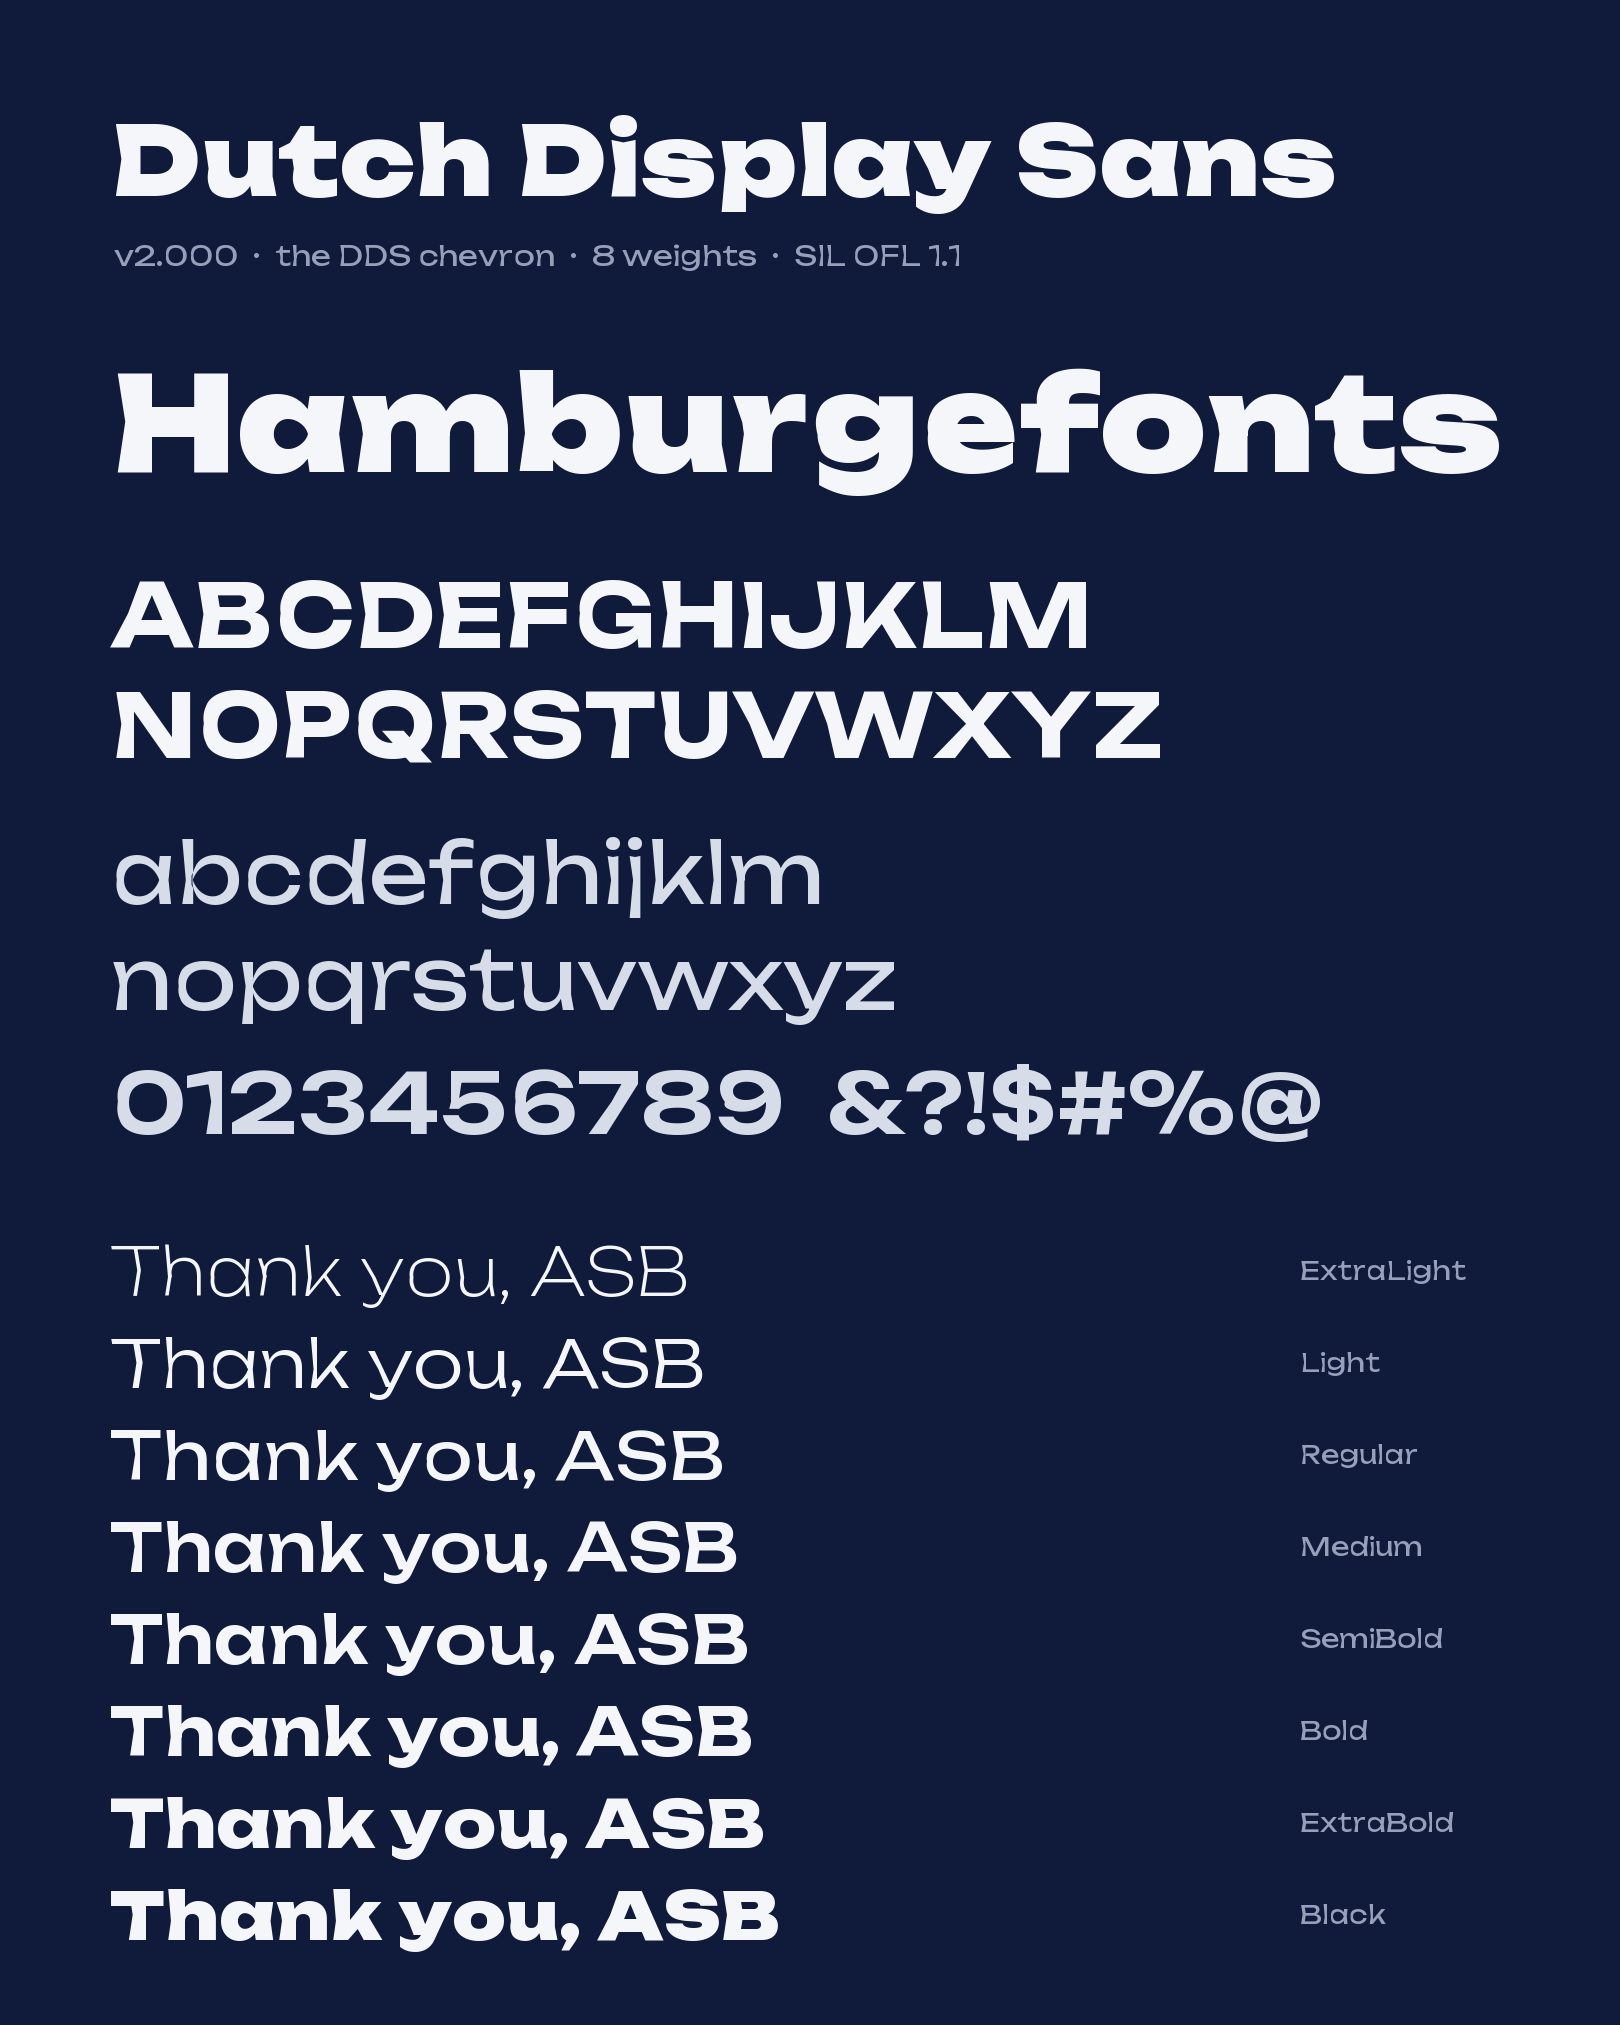 Dutch Display Sans
v2.000 · the DDS chevron · 8 weights · SIL OFL 1.1
Hamburgefonts
ABCDEFGHIJKLM
NOPQRSTUVWXYZ
abcdefghijklm
nopqrstuvwxyz
0123456789 &?!$#%@
Thank you, ASB ExtraLight
Thank you, ASB Light
Thank you, ASB Regular
Thank you, ASB Medium
Thank you, ASB SemiBold
Thank you, ASB Bold
Thank you, ASB ExtraBold
Thank you, ASB Black